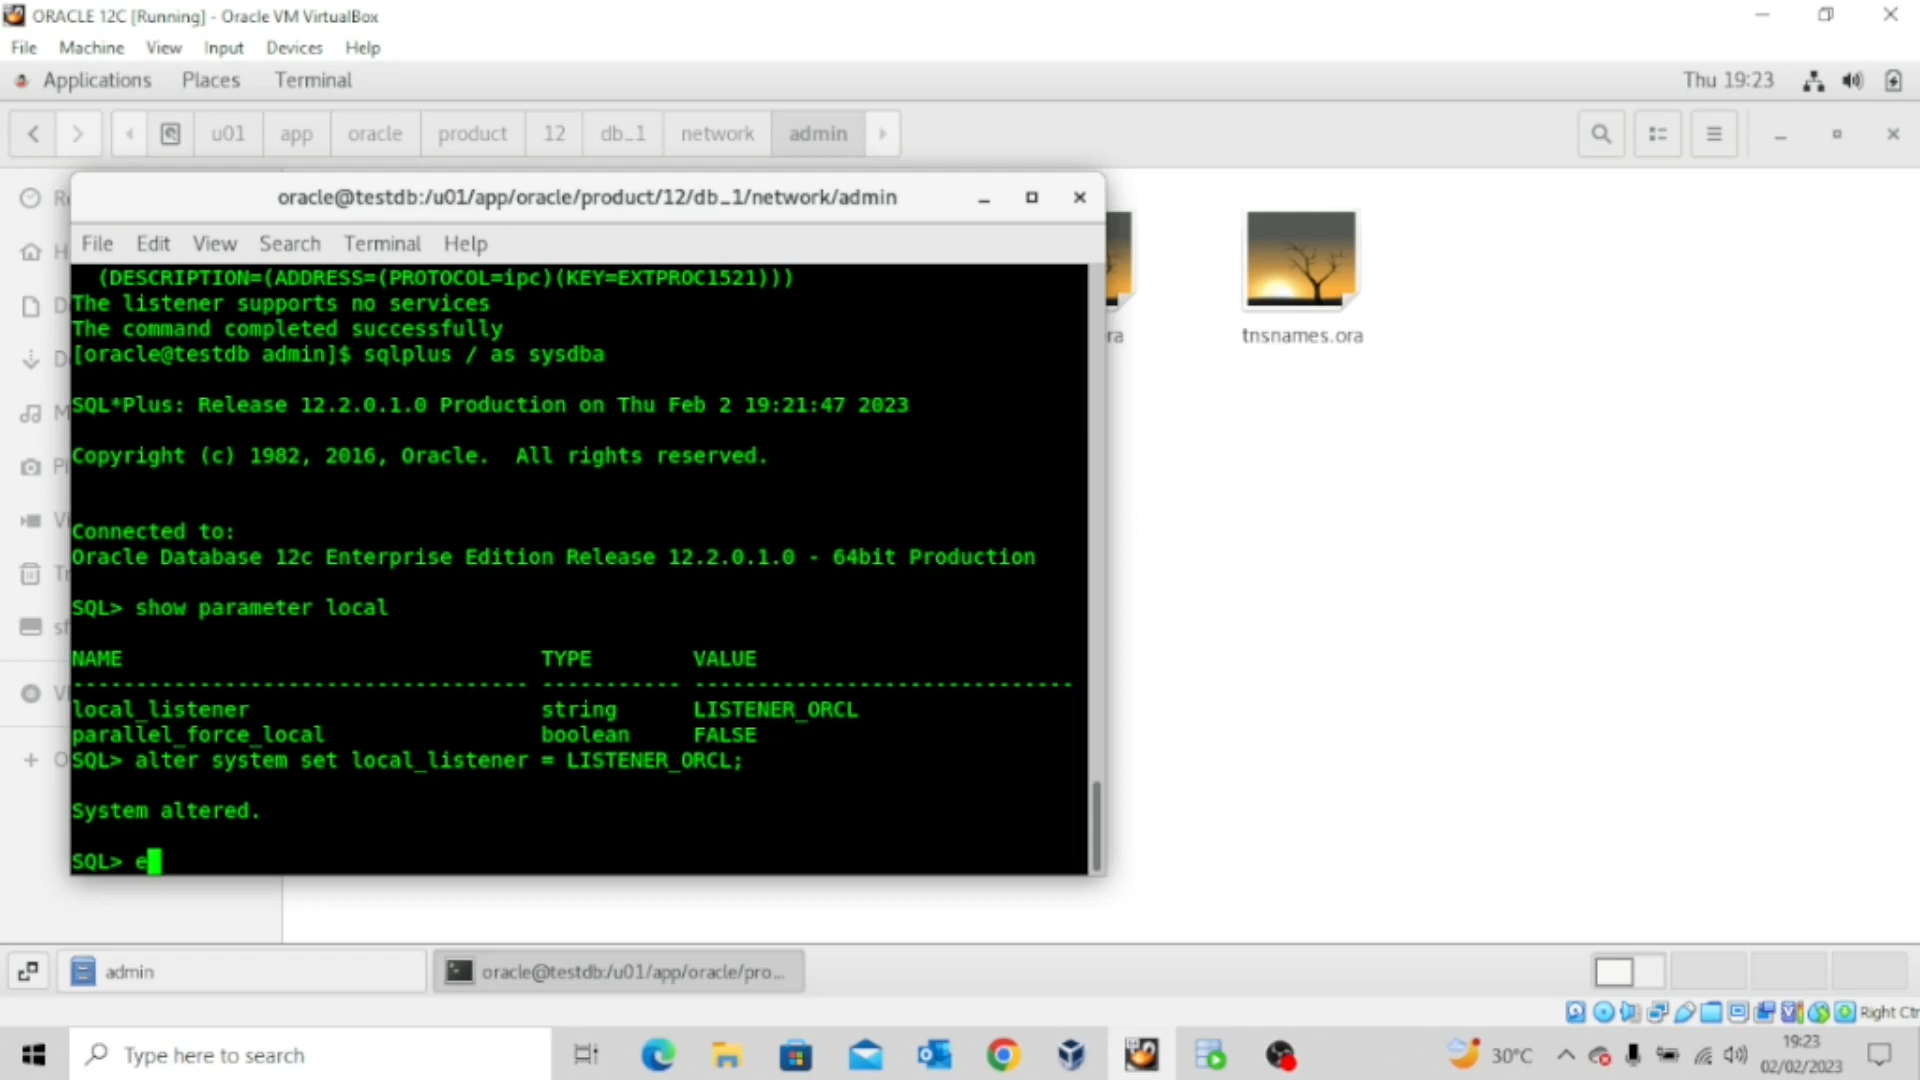 ORACLE 12C [Running] - Oracle VM VirtualBox
File Machine View Input Devices Help
Applications Places Terminal Thu 19:23
u01 app oracle product 12 db_1 network admin
oracle@testdb:/u01/app/oracle/product/12/db_1/network/admin
File Edit View Search Terminal Help
(DESCRIPTION=(ADDRESS=(PROTOCOL=ipc)(KEY=EXTPROC1521)))
The listener supports no services
The command completed successfully
[oracle@testdb admin]$ sqlplus / as sysdba
SQL*Plus: Release 12.2.0.1.0 Production on Thu Feb 2 19:21:47 2023
Copyright (c) 1982, 2016, Oracle.  All rights reserved.
Connected to:
Oracle Database 12c Enterprise Edition Release 12.2.0.1.0 - 64bit Production
SQL> show parameter local
NAME TYPE VALUE
------------------------------------ ----------- ------------------------------
local_listener string LISTENER_ORCL
parallel_force_local boolean FALSE
SQL> alter system set local_listener = LISTENER_ORCL;
System altered.
SQL> e
ra
tnsnames.ora
admin
oracle@testdb:/u01/app/oracle/pro...
Right Ctr
Type here to search
30°C
19:23
02/02/2023